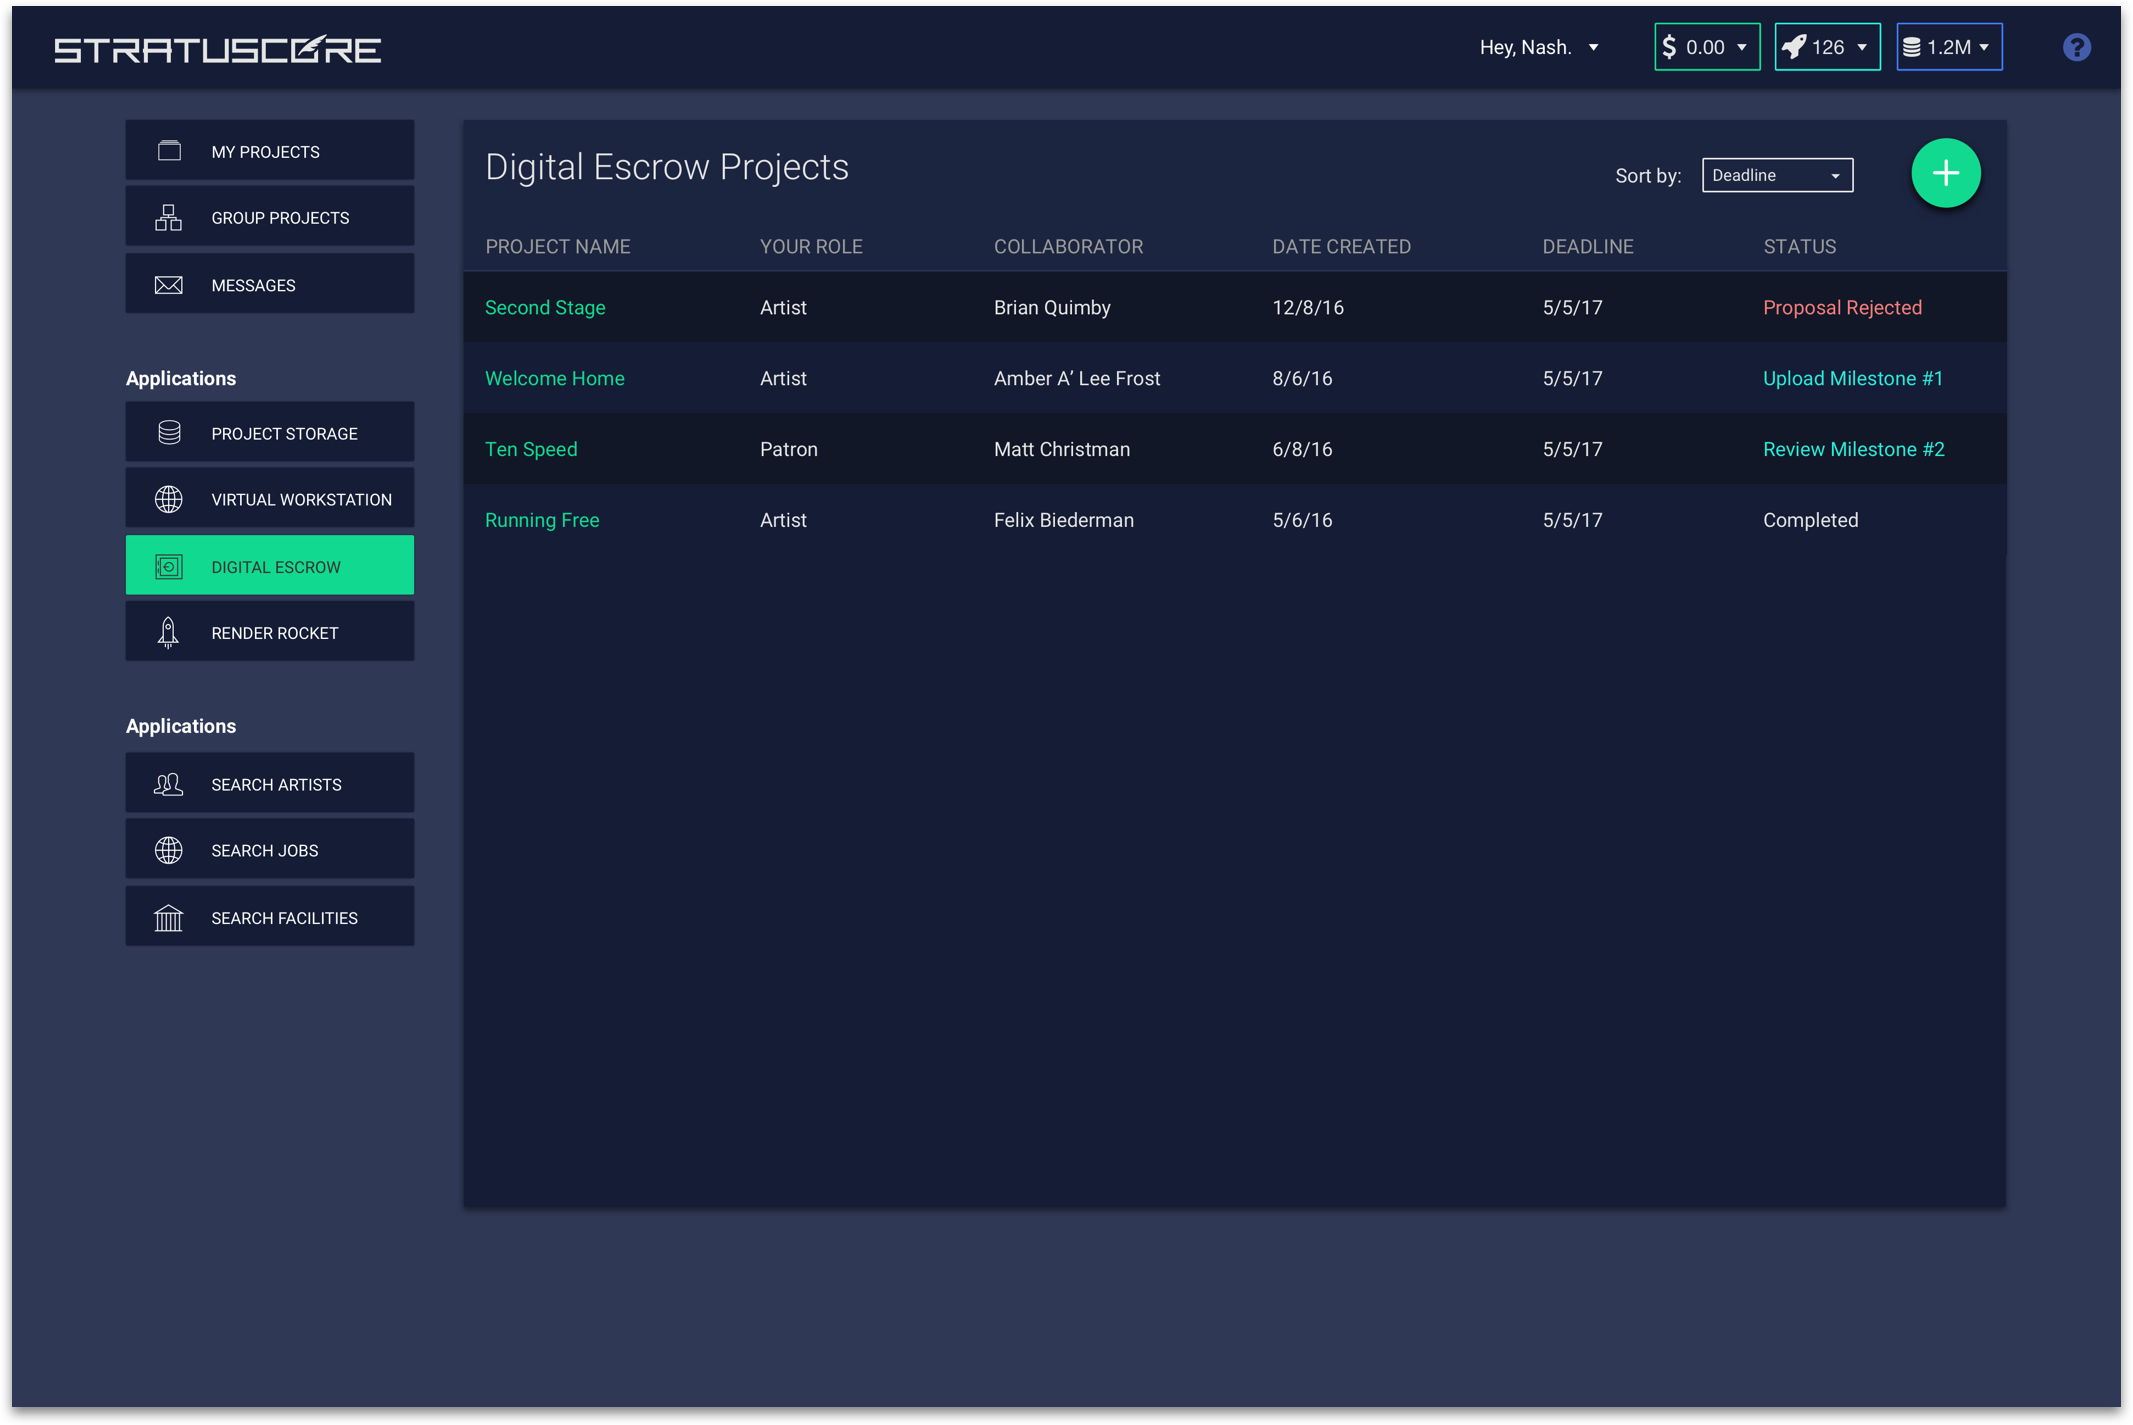 STRATUSCORE
Hey, Nash.
$ 0.00
126
1.2M
?
MY PROJECTS
GROUP PROJECTS
MESSAGES
Applications
PROJECT STORAGE
VIRTUAL WORKSTATION
DIGITAL ESCROW
RENDER ROCKET
Applications
SEARCH ARTISTS
SEARCH JOBS
SEARCH FACILITIES
Digital Escrow Projects
Sort by: Deadline
PROJECT NAME YOUR ROLE COLLABORATOR DATE CREATED DEADLINE STATUS
Second Stage Artist Brian Quimby 12/8/16 5/5/17 Proposal Rejected
Welcome Home Artist Amber A’ Lee Frost 8/6/16 5/5/17 Upload Milestone #1
Ten Speed Patron Matt Christman 6/8/16 5/5/17 Review Milestone #2
Running Free Artist Felix Biederman 5/6/16 5/5/17 Completed